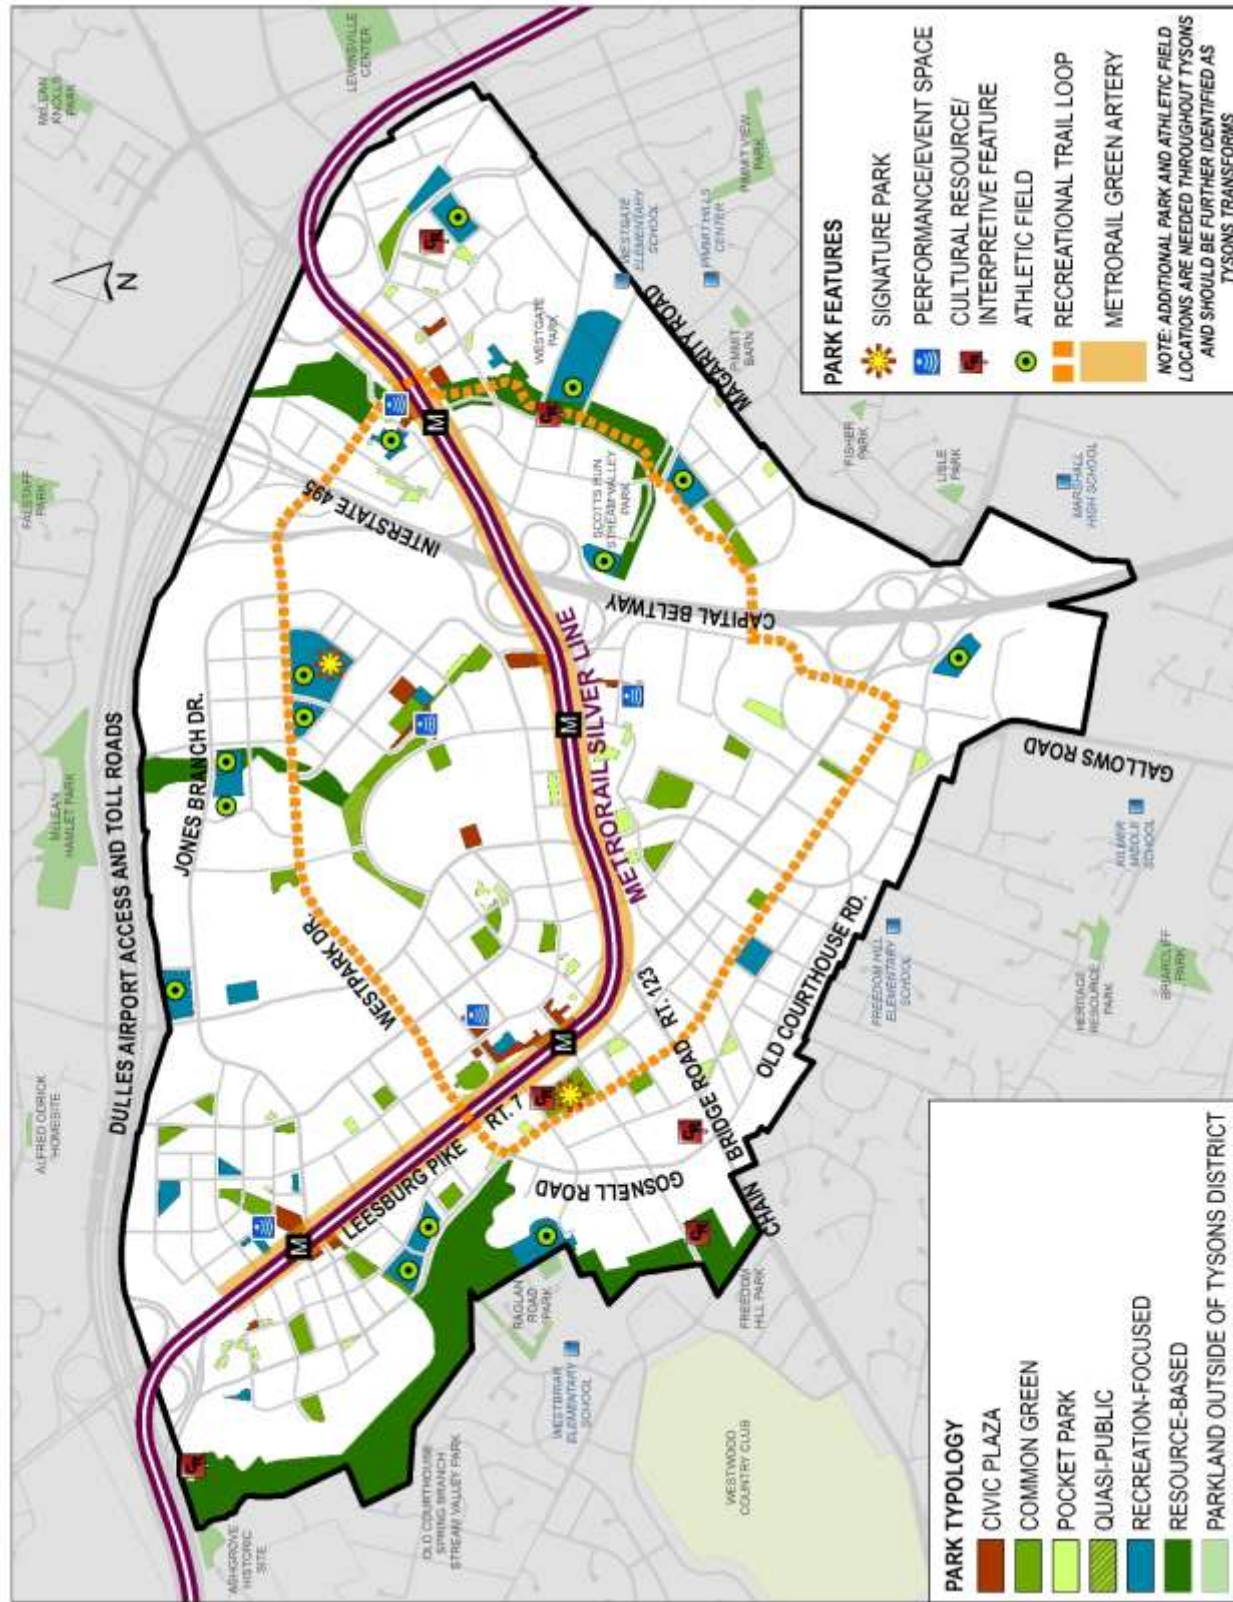 McLEAN
KNOLLS
PARK
LEWINSVILLE
CENTER
FALSTAFF
PARK
MCLEAN
HAMLET PARK
ALFRED ODRICK
HOMESITE
DULLES AIRPORT ACCESS AND TOLL ROADS
JONES BRANCH DR.
WESTPARK DR.
INTERSTATE 495
N
WESTGATE
PARK
WESTGATE
ELEMENTARY
SCHOOL
PIMMIT HILLS
CENTER
PIMMIT VIEW
PARK
PIMMIT
BARN
MAGARITY ROAD
SCOTTS RUN
STREAM VALLEY
PARK
CAPITAL BELTWAY
METRORAIL SILVER LINE
M
M
M
M
FISHER
PARK
LISLE
PARK
MARSHALL
HIGH SCHOOL
GALLOWS ROAD
KILMER
MIDDLE
SCHOOL
FREEDOM HILL
ELEMENTARY
SCHOOL
HERITAGE
RESOURCE
PARK
BRIARCLIFF
PARK
OLD COURTHOUSE RD.
CHAIN BRIDGE ROAD RT. 123
LEESBURG PIKE RT. 7
GOSNELL ROAD
RAGLAN
ROAD
PARK
FREEDOM
HILL PARK
WESTBRIAR
ELEMENTARY
SCHOOL
WESTWOOD
COUNTRY CLUB
OLD COURTHOUSE
SPRING BRANCH
STREAM VALLEY PARK
ASHGROVE
HISTORIC
SITE
PARK FEATURES
SIGNATURE PARK
PERFORMANCE/EVENT SPACE
CULTURAL RESOURCE/
INTERPRETIVE FEATURE
ATHLETIC FIELD
RECREATIONAL TRAIL LOOP
METRORAIL GREEN ARTERY
NOTE: ADDITIONAL PARK AND ATHLETIC FIELD
LOCATIONS ARE NEEDED THROUGHOUT TYSONS
AND SHOULD BE FURTHER IDENTIFIED AS
TYSONS TRANSFORMS
PARK TYPOLOGY
CIVIC PLAZA
COMMON GREEN
POCKET PARK
QUASI-PUBLIC
RECREATION-FOCUSED
RESOURCE-BASED
PARKLAND OUTSIDE OF TYSONS DISTRICT